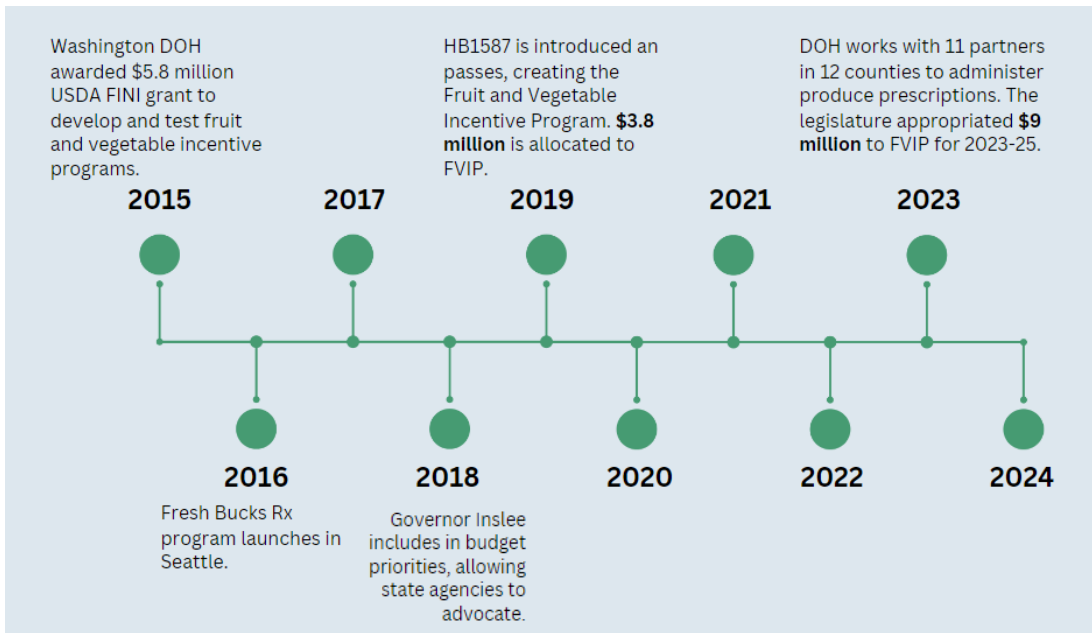 Washington DOH
awarded $5.8 million
USDA FINI grant to
develop and test fruit
and vegetable incentive
programs.
HB1587 is introduced an
passes, creating the
Fruit and Vegetable
Incentive Program. $3.8
million is allocated to
FVIP.
DOH works with 11 partners
in 12 counties to administer
produce prescriptions. The
legislature appropriated $9
million to FVIP for 2023-25.
2015
2017
2019
2021
2023
2016
2018
2020
2022
2024
Fresh Bucks Rx
program launches in
Seattle.
Governor Inslee
includes in budget
priorities, allowing
state agencies to
advocate.